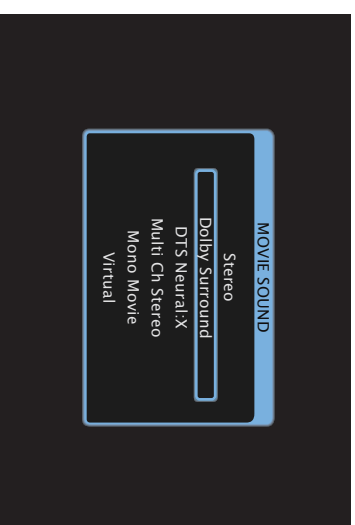 MOVIE SOUND
Stereo
Dolby Surround
DTS Neural:X
Multi Ch Stereo
Mono Movie
Virtual